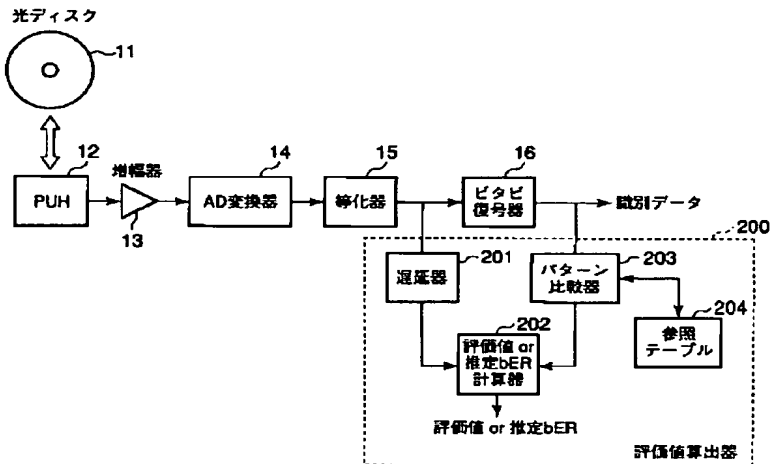 光ディスク
11
12
PUH
増幅器
13
14
AD変換器
15
等化器
16
ビタビ
復号器
識別データ
200
201
遅延器
203
パターン
比較器
204
参照
テーブル
202
評価値 or
推定bER
計算器
評価値 or 推定bER
評価値算出器